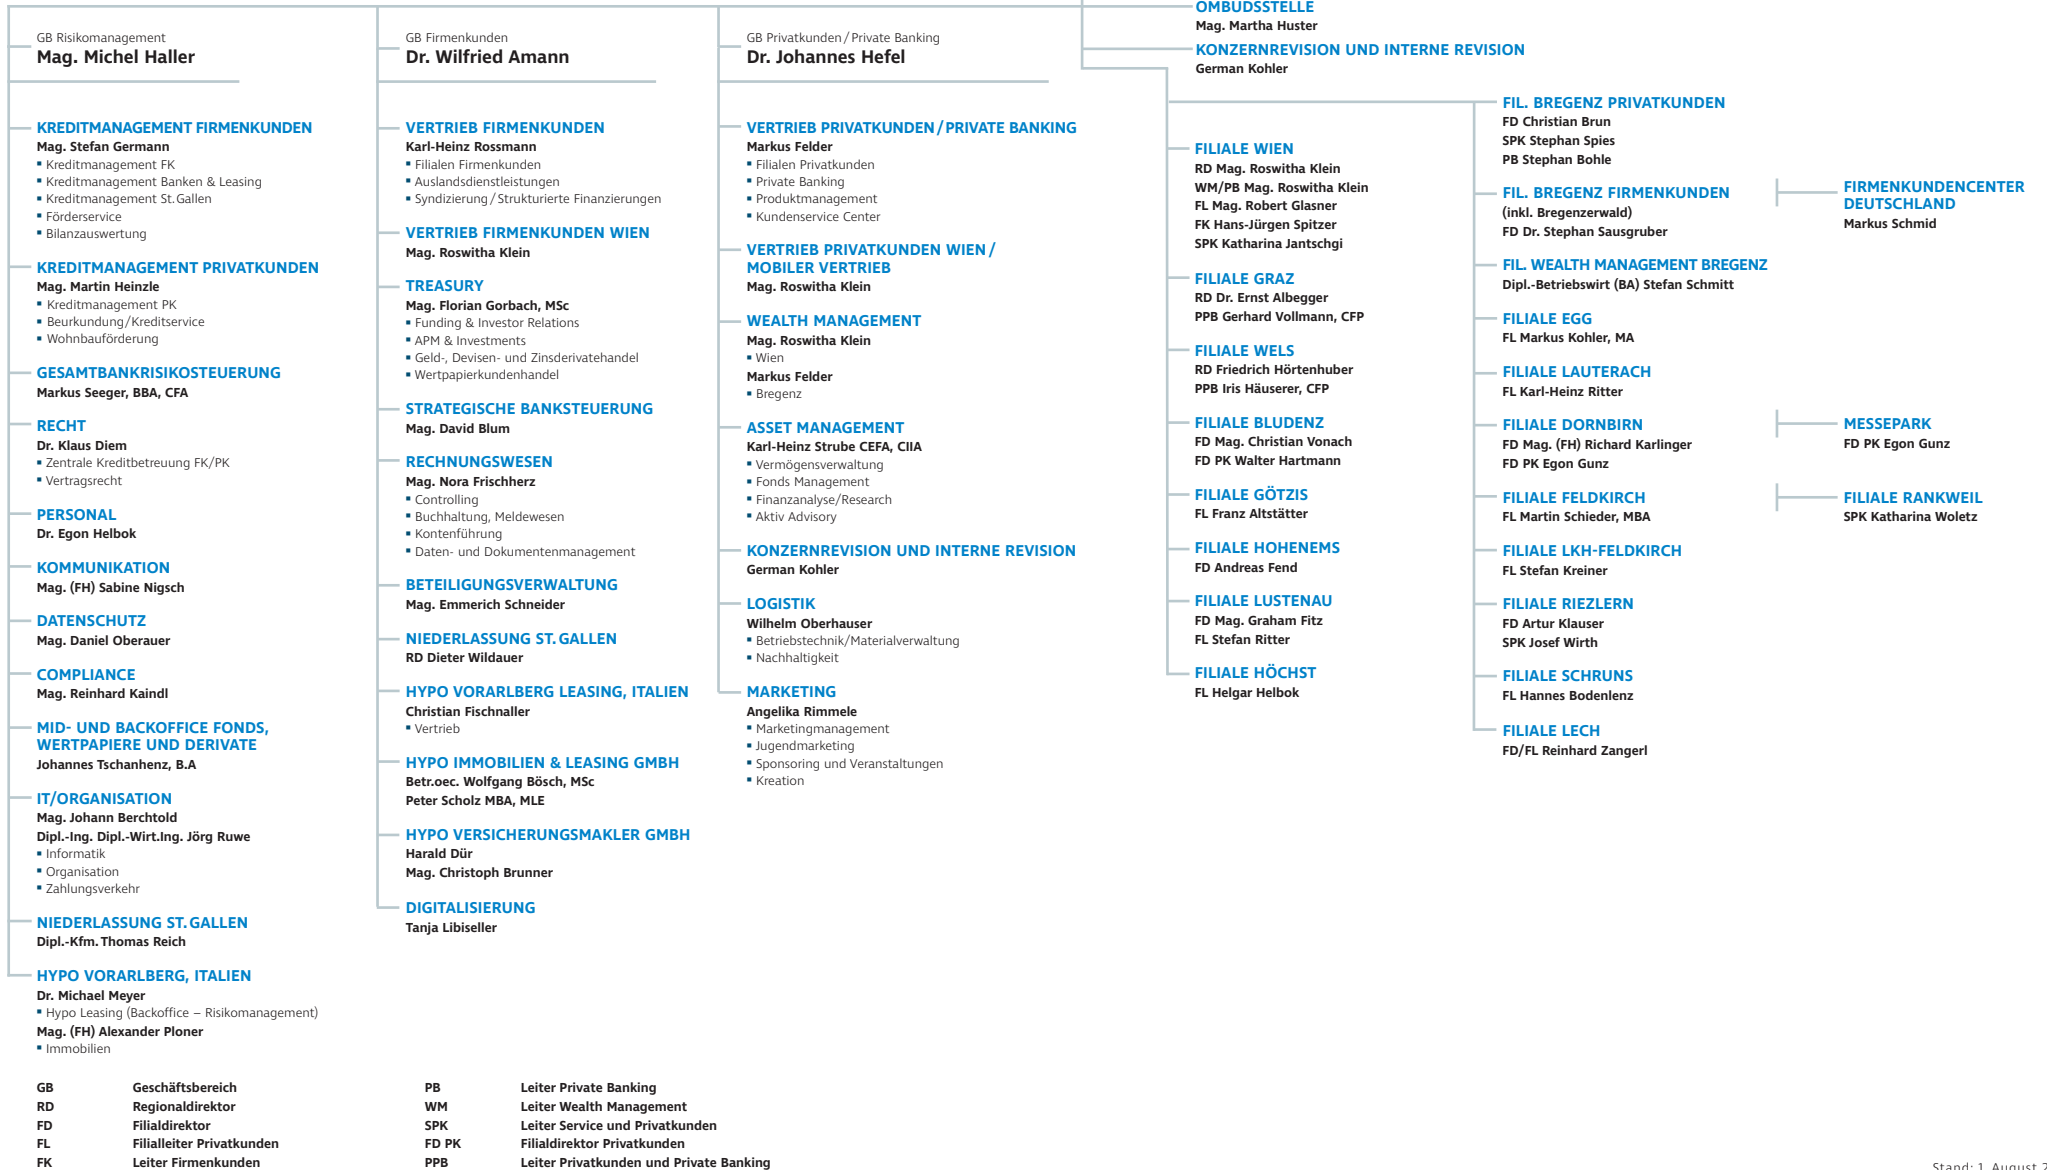 GB Risikomanagement
Mag. Michel Haller
KREDITMANAGEMENT FIRMENKUNDEN
Mag. Stefan Germann
▪ Kreditmanagement FK
▪ Kreditmanagement Banken & Leasing
▪ Kreditmanagement St.Gallen
▪ Förderservice
▪ Bilanzauswertung
KREDITMANAGEMENT PRIVATKUNDEN
Mag. Martin Heinzle
▪ Kreditmanagement PK
▪ Beurkundung/Kreditservice
▪ Wohnbauförderung
GESAMTBANKRISIKOSTEUERUNG
Markus Seeger, BBA, CFA
RECHT
Dr. Klaus Diem
▪ Zentrale Kreditbetreuung FK/PK
▪ Vertragsrecht
PERSONAL
Dr. Egon Helbok
KOMMUNIKATION
Mag. (FH) Sabine Nigsch
DATENSCHUTZ
Mag. Daniel Oberauer
COMPLIANCE
Mag. Reinhard Kaindl
MID- UND BACKOFFICE FONDS,
WERTPAPIERE UND DERIVATE
Johannes Tschanhenz, B.A
IT/ORGANISATION
Mag. Johann Berchtold
Dipl.-Ing. Dipl.-Wirt.Ing. Jörg Ruwe
▪ Informatik
▪ Organisation
▪ Zahlungsverkehr
NIEDERLASSUNG ST. GALLEN
Dipl.-Kfm. Thomas Reich
HYPO VORARLBERG, ITALIEN
Dr. Michael Meyer
▪ Hypo Leasing (Backoffice – Risikomanagement)
Mag. (FH) Alexander Ploner
▪ Immobilien
GB Firmenkunden
Dr. Wilfried Amann
VERTRIEB FIRMENKUNDEN
Karl-Heinz Rossmann
▪ Filialen Firmenkunden
▪ Auslandsdienstleistungen
▪ Syndizierung / Strukturierte Finanzierungen
VERTRIEB FIRMENKUNDEN WIEN
Mag. Roswitha Klein
TREASURY
Mag. Florian Gorbach, MSc
▪ Funding & Investor Relations
▪ APM & Investments
▪ Geld-, Devisen- und Zinsderivatehandel
▪ Wertpapierkundenhandel
STRATEGISCHE BANKSTEUERUNG
Mag. David Blum
RECHNUNGSWESEN
Mag. Nora Frischherz
▪ Controlling
▪ Buchhaltung, Meldewesen
▪ Kontenführung
▪ Daten- und Dokumentenmanagement
BETEILIGUNGSVERWALTUNG
Mag. Emmerich Schneider
NIEDERLASSUNG ST. GALLEN
RD Dieter Wildauer
HYPO VORARLBERG LEASING, ITALIEN
Christian Fischnaller
▪ Vertrieb
HYPO IMMOBILIEN & LEASING GMBH
Betr.oec. Wolfgang Bösch, MSc
Peter Scholz MBA, MLE
HYPO VERSICHERUNGSMAKLER GMBH
Harald Dür
Mag. Christoph Brunner
DIGITALISIERUNG
Tanja Libiseller
GB Privatkunden / Private Banking
Dr. Johannes Hefel
VERTRIEB PRIVATKUNDEN / PRIVATE BANKING
Markus Felder
▪ Filialen Privatkunden
▪ Private Banking
▪ Produktmanagement
▪ Kundenservice Center
VERTRIEB PRIVATKUNDEN WIEN /
MOBILER VERTRIEB
Mag. Roswitha Klein
WEALTH MANAGEMENT
Mag. Roswitha Klein
▪ Wien
Markus Felder
▪ Bregenz
ASSET MANAGEMENT
Karl-Heinz Strube CEFA, CIIA
▪ Vermögensverwaltung
▪ Fonds Management
▪ Finanzanalyse/Research
▪ Aktiv Advisory
KONZERNREVISION UND INTERNE REVISION
German Kohler
LOGISTIK
Wilhelm Oberhauser
▪ Betriebstechnik/Materialverwaltung
▪ Nachhaltigkeit
MARKETING
Angelika Rimmele
▪ Marketingmanagement
▪ Jugendmarketing
▪ Sponsoring und Veranstaltungen
▪ Kreation
OMBUDSSTELLE
Mag. Martha Huster
KONZERNREVISION UND INTERNE REVISION
German Kohler
FILIALE WIEN
RD Mag. Roswitha Klein
WM/PB Mag. Roswitha Klein
FL Mag. Robert Glasner
FK Hans-Jürgen Spitzer
SPK Katharina Jantschgi
FILIALE GRAZ
RD Dr. Ernst Albegger
PPB Gerhard Vollmann, CFP
FILIALE WELS
RD Friedrich Hörtenhuber
PPB Iris Häuserer, CFP
FILIALE BLUDENZ
FD Mag. Christian Vonach
FD PK Walter Hartmann
FILIALE GÖTZIS
FL Franz Altstätter
FILIALE HOHENEMS
FD Andreas Fend
FILIALE LUSTENAU
FD Mag. Graham Fitz
FL Stefan Ritter
FILIALE HÖCHST
FL Helgar Helbok
FIL. BREGENZ PRIVATKUNDEN
FD Christian Brun
SPK Stephan Spies
PB Stephan Bohle
FIL. BREGENZ FIRMENKUNDEN
(inkl. Bregenzerwald)
FD Dr. Stephan Sausgruber
FIL. WEALTH MANAGEMENT BREGENZ
Dipl.-Betriebswirt (BA) Stefan Schmitt
FILIALE EGG
FL Markus Kohler, MA
FILIALE LAUTERACH
FL Karl-Heinz Ritter
FILIALE DORNBIRN
FD Mag. (FH) Richard Karlinger
FD PK Egon Gunz
FILIALE FELDKIRCH
FL Martin Schieder, MBA
FILIALE LKH-FELDKIRCH
FL Stefan Kreiner
FILIALE RIEZLERN
FD Artur Klauser
SPK Josef Wirth
FILIALE SCHRUNS
FL Hannes Bodenlenz
FILIALE LECH
FD/FL Reinhard Zangerl
FIRMENKUNDENCENTER
DEUTSCHLAND
Markus Schmid
MESSEPARK
FD PK Egon Gunz
FILIALE RANKWEIL
SPK Katharina Woletz
GB Geschäftsbereich
RD Regionaldirektor
FD Filialdirektor
FL Filialleiter Privatkunden
FK Leiter Firmenkunden
PB Leiter Private Banking
WM Leiter Wealth Management
SPK Leiter Service und Privatkunden
FD PK Filialdirektor Privatkunden
PPB Leiter Privatkunden und Private Banking
Stand: 1. August